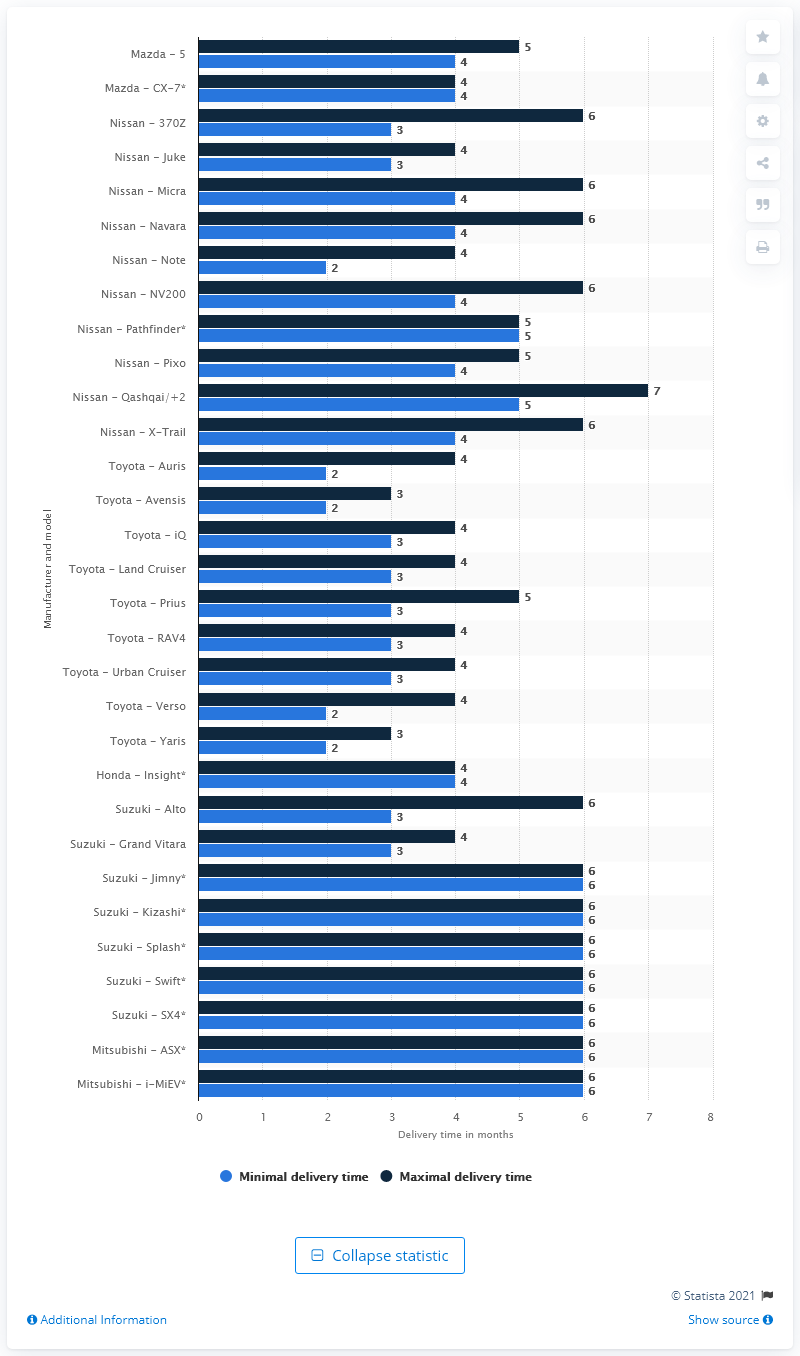 Mazda – 5
5
4
Mazda – CX-7*
4
4
Nissan – 370Z
6
3
Nissan – Juke
4
3
Nissan – Micra
6
4
Nissan – Navara
6
4
Nissan – Note
4
2
Nissan – NV200
6
4
Nissan – Pathfinder*
5
5
Nissan – Pixo
5
4
Nissan – Qashqai/+2
7
5
Nissan – X-Trail
6
4
Toyota – Auris
4
2
Toyota – Avensis
3
2
Toyota – iQ
4
3
Toyota – Land Cruiser
4
3
Toyota – Prius
5
3
Toyota – RAV4
4
3
Toyota – Urban Cruiser
4
3
Toyota – Verso
4
2
Toyota – Yaris
3
2
Honda – Insight*
4
4
Suzuki – Alto
6
3
Suzuki – Grand Vitara
4
3
Suzuki – Jimny*
6
6
Suzuki – Kizashi*
6
6
Suzuki – Splash*
6
6
Suzuki – Swift*
6
6
Suzuki – SX4*
6
6
Mitsubishi – ASX*
6
6
Mitsubishi – i-MiEV*
6
6
Manufacturer and model
0 1 2 3 4 5 6 7 8
Delivery time in months
Minimal delivery time Maximal delivery time
Collapse statistic
© Statista 2021
Additional Information Show source